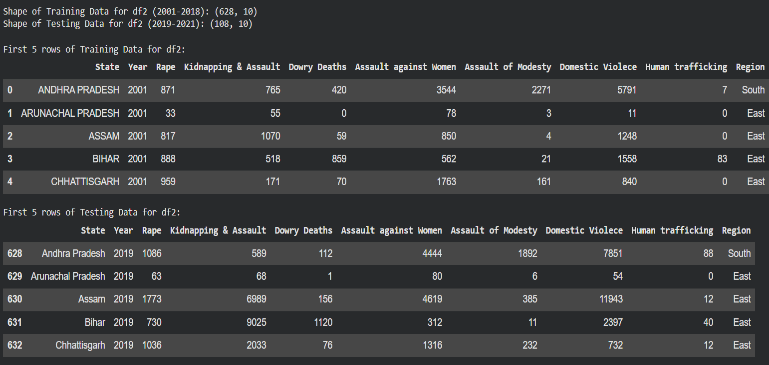 Shape of Training Data for df2 (2001-2018): (628, 10)
Shape of Testing Data for df2 (2019-2021): (108, 10)
First 5 rows of Training Data for df2:
State Year Rape Kidnapping & Assault Dowry Deaths Assault against Women Assault of Modesty Domestic Violece Human trafficking Region
0 ANDHRA PRADESH 2001 871 765 420 3544 2271 5791 7 South
1 ARUNACHAL PRADESH 2001 33 55 0 78 3 11 0 East
2 ASSAM 2001 817 1070 59 850 4 1248 0 East
3 BIHAR 2001 888 518 859 562 21 1558 83 East
4 CHHATTISGARH 2001 959 171 70 1763 161 840 0 East
First 5 rows of Testing Data for df2:
State Year Rape Kidnapping & Assault Dowry Deaths Assault against Women Assault of Modesty Domestic Violece Human trafficking Region
628 Andhra Pradesh 2019 1086 589 112 4444 1892 7851 88 South
629 Arunachal Pradesh 2019 63 68 1 80 6 54 0 East
630 Assam 2019 1773 6989 156 4619 385 11943 12 East
631 Bihar 2019 730 9025 1120 312 11 2397 40 East
632 Chhattisgarh 2019 1036 2033 76 1316 232 732 12 East